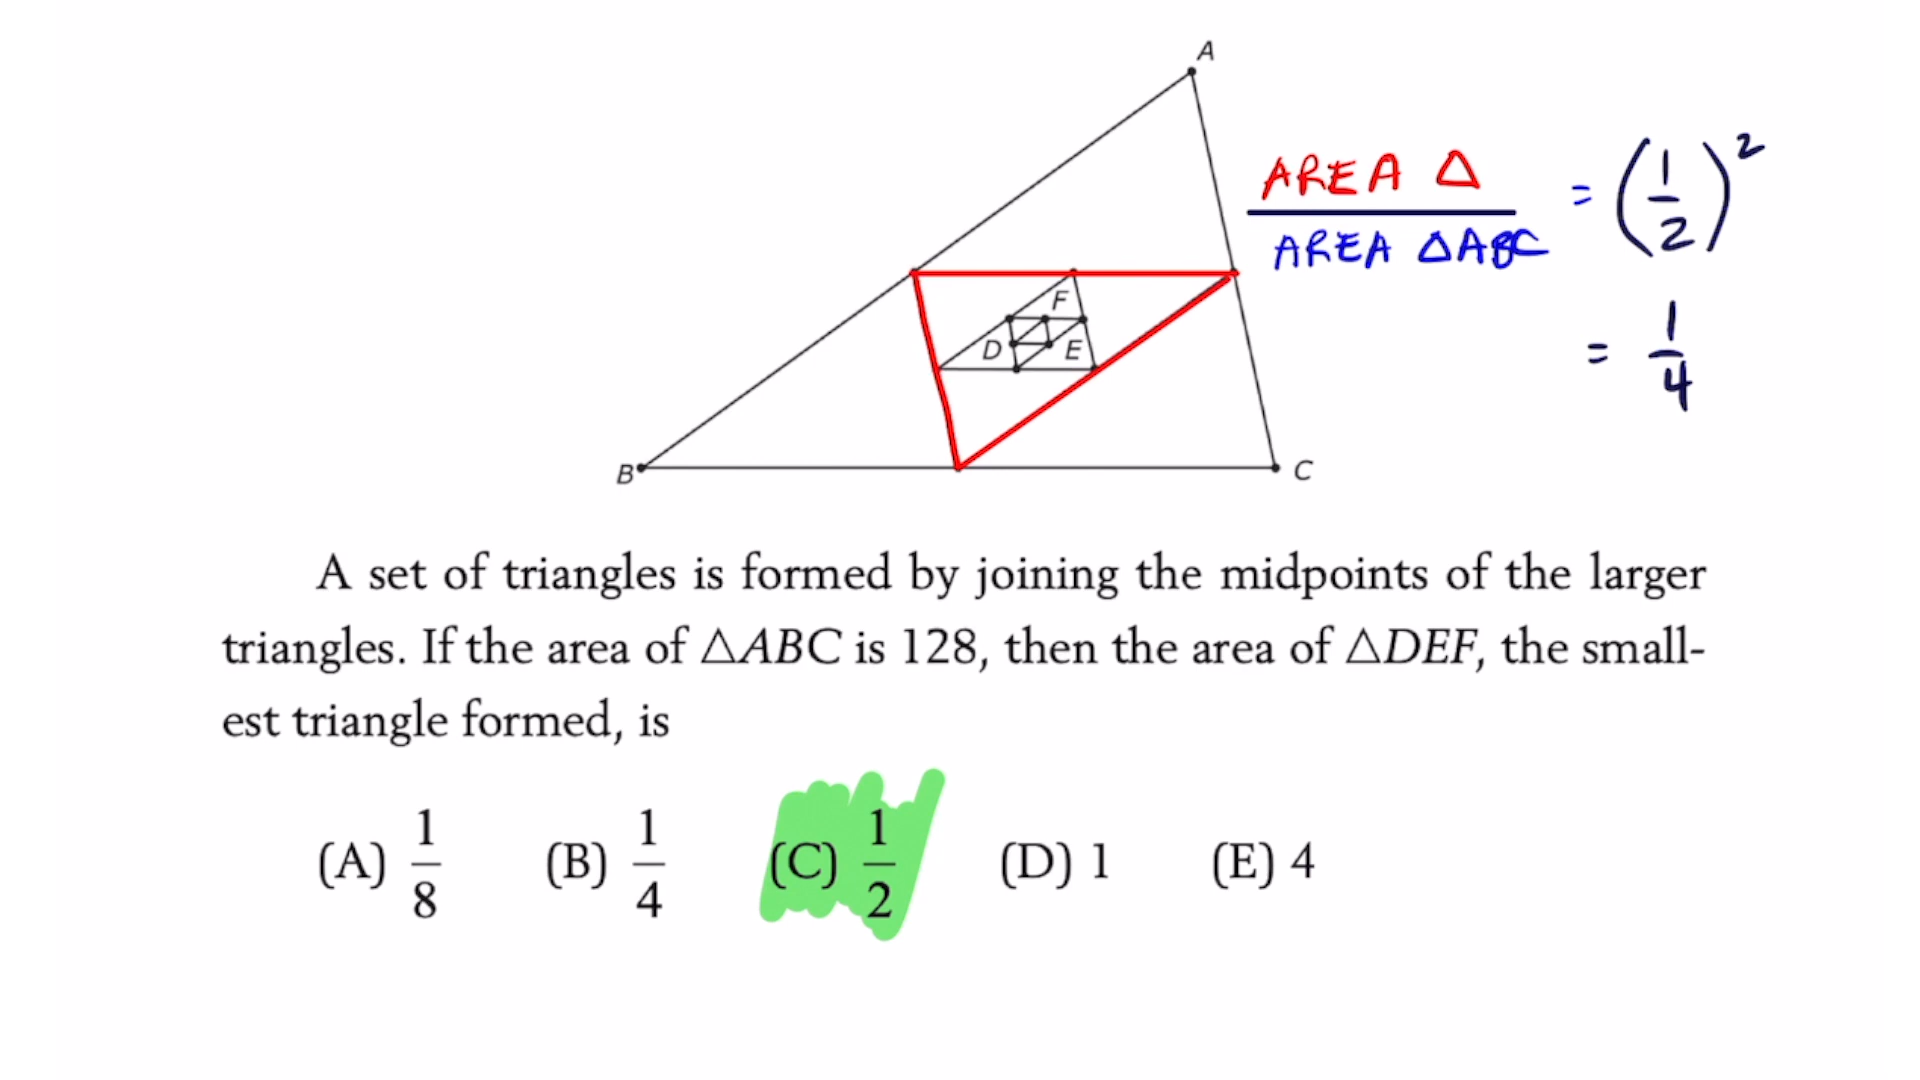 A
AREA △ = (1/2)²
AREA △ABC
F
D E
= 1/4
B C
A set of triangles is formed by joining the midpoints of the larger
triangles. If the area of △ABC is 128, then the area of △DEF, the small-
est triangle formed, is
(A) 1/8 (B) 1/4 (C) 1/2 (D) 1 (E) 4